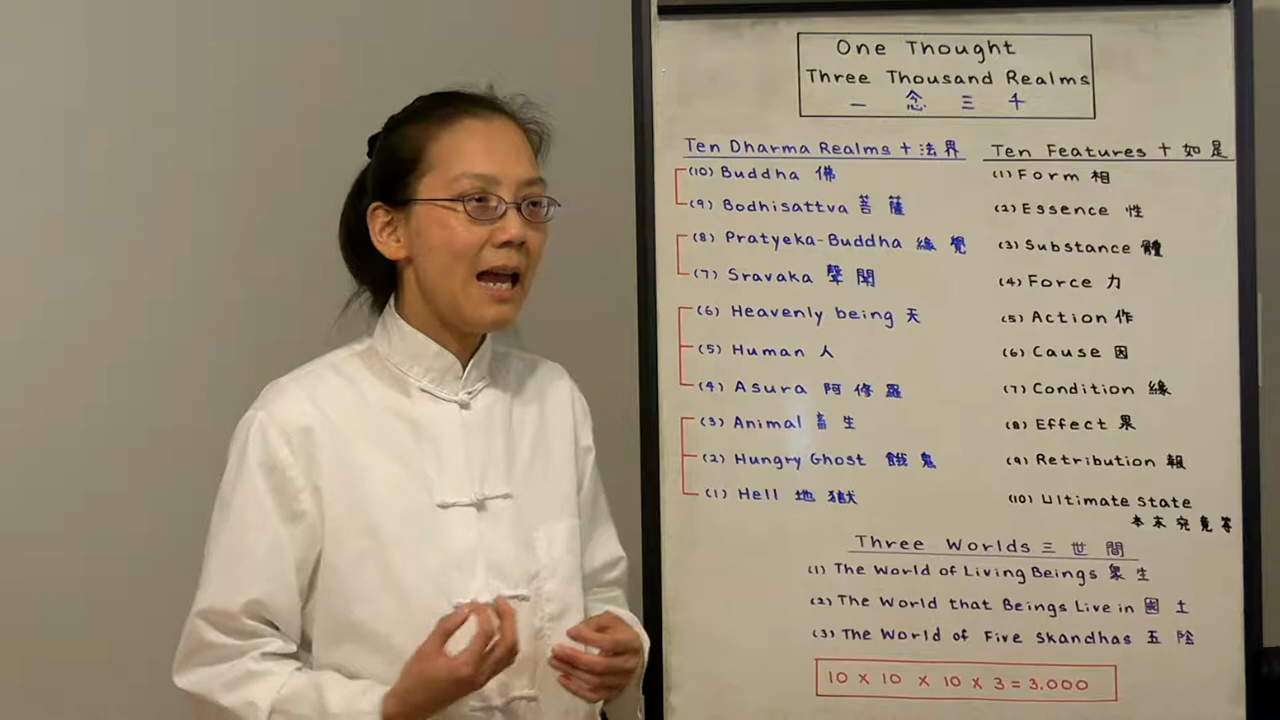 One Thought
Three Thousand Realms
一 念 三 千
Ten Dharma Realms 十法界
(10) Buddha 佛
(9) Bodhisattva 菩薩
(8) Pratyeka-Buddha 緣覺
(7) Sravaka 聲聞
(6) Heavenly being 天
(5) Human 人
(4) Asura 阿修羅
(3) Animal 畜生
(2) Hungry Ghost 餓鬼
(1) Hell 地獄
Ten Features 十如是
(1) Form 相
(2) Essence 性
(3) Substance 體
(4) Force 力
(5) Action 作
(6) Cause 因
(7) Condition 緣
(8) Effect 果
(9) Retribution 報
(10) Ultimate State
本末究竟等
Three Worlds 三世間
(1) The World of Living Beings 眾生
(2) The World that Beings Live in 國土
(3) The World of Five Skandhas 五陰
10 × 10 × 10 × 3 = 3,000